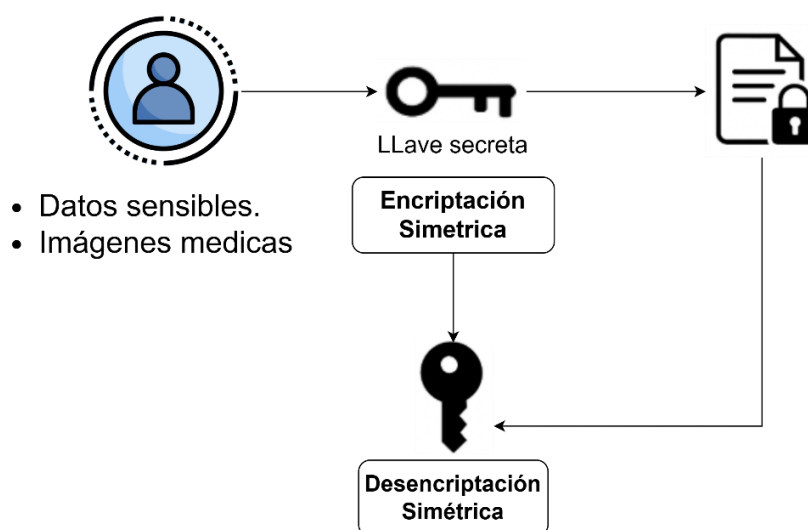 LLave secreta
• Datos sensibles.
• Imágenes medicas
Encriptación
Simetrica
Desencriptación
Simétrica